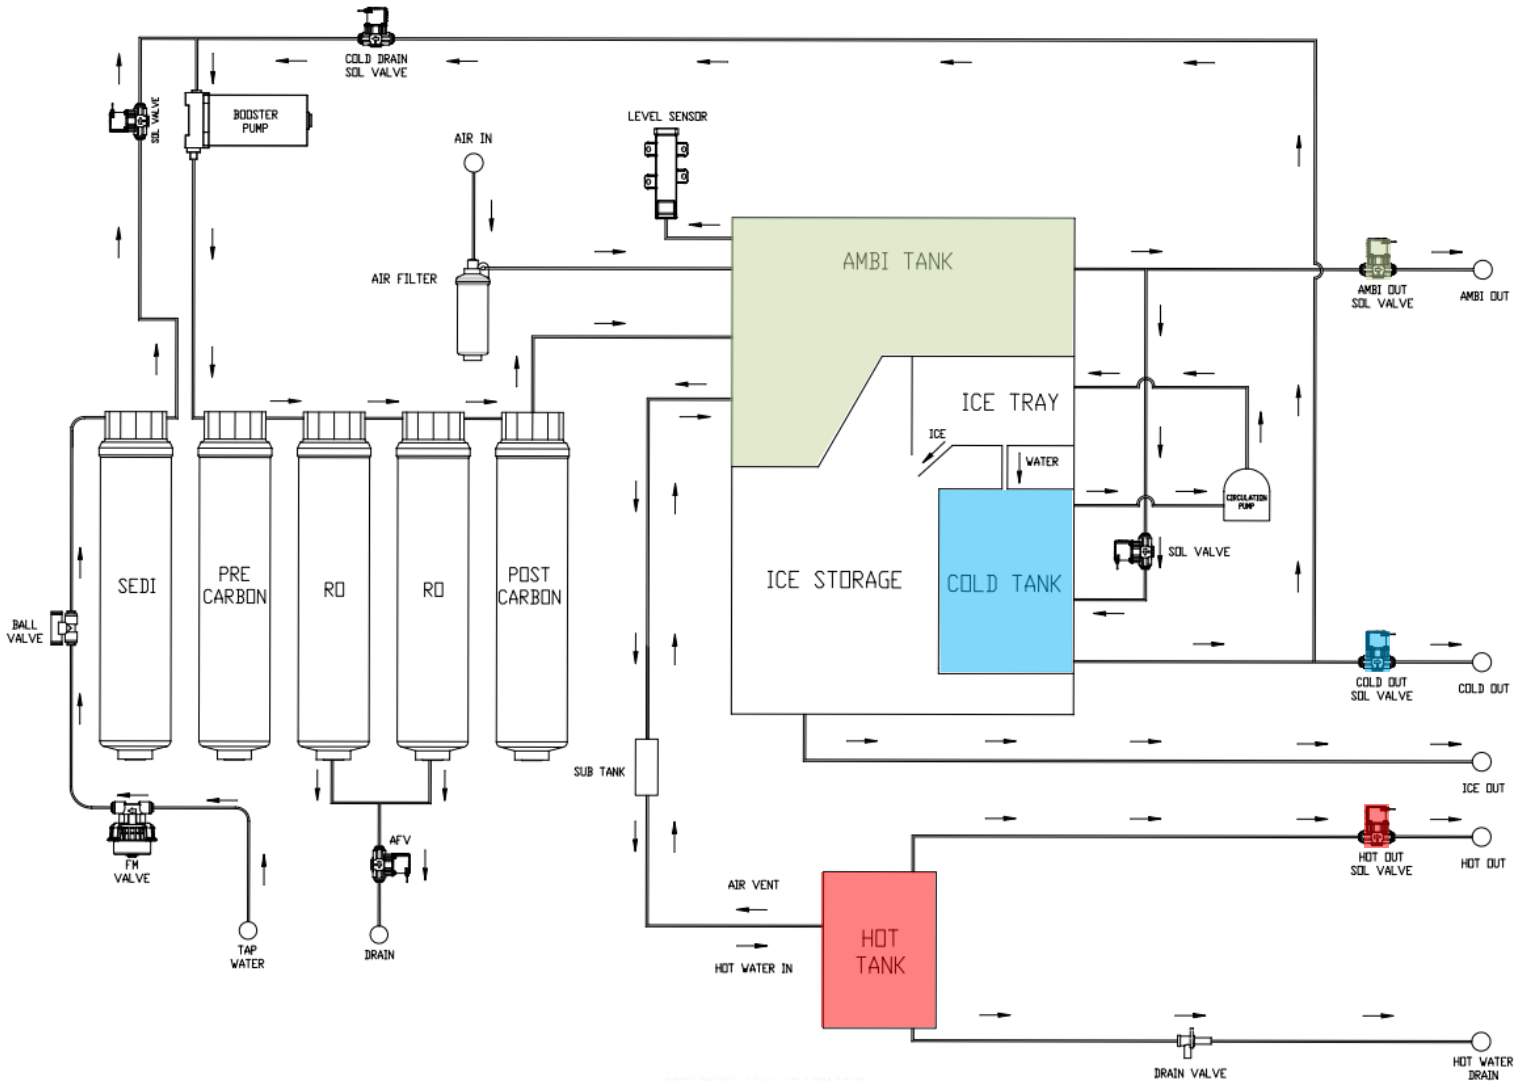 COLD DRAIN
SOL VALVE
SOL VALVE
BOOSTER
PUMP
LEVEL SENSOR
AIR IN
AIR FILTER
AMBI TANK
AMBI OUT
SOL VALVE
AMBI OUT
ICE TRAY
ICE
WATER
CIRCULATION
PUMP
SOL VALVE
ICE STORAGE
COLD TANK
SEDI
PRE
CARBON
RO
RO
POST
CARBON
BALL
VALVE
COLD OUT
SOL VALVE
COLD OUT
SUB TANK
ICE OUT
FM
VALVE
AFV
HOT OUT
SOL VALVE
HOT OUT
AIR VENT
HOT
TANK
HOT WATER IN
TAP
WATER
DRAIN
DRAIN VALVE
HOT WATER
DRAIN